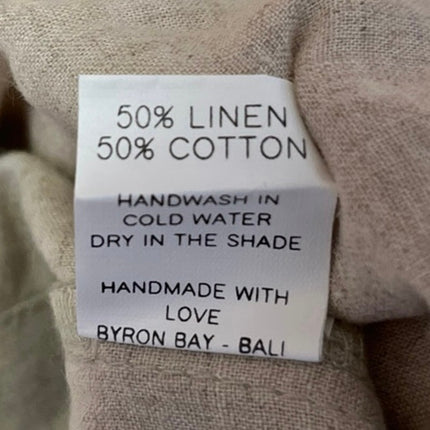 50% LINEN
50% COTTON
HANDWASH IN
COLD WATER
DRY IN THE SHADE
HANDMADE WITH
LOVE
BYRON BAY - BALI